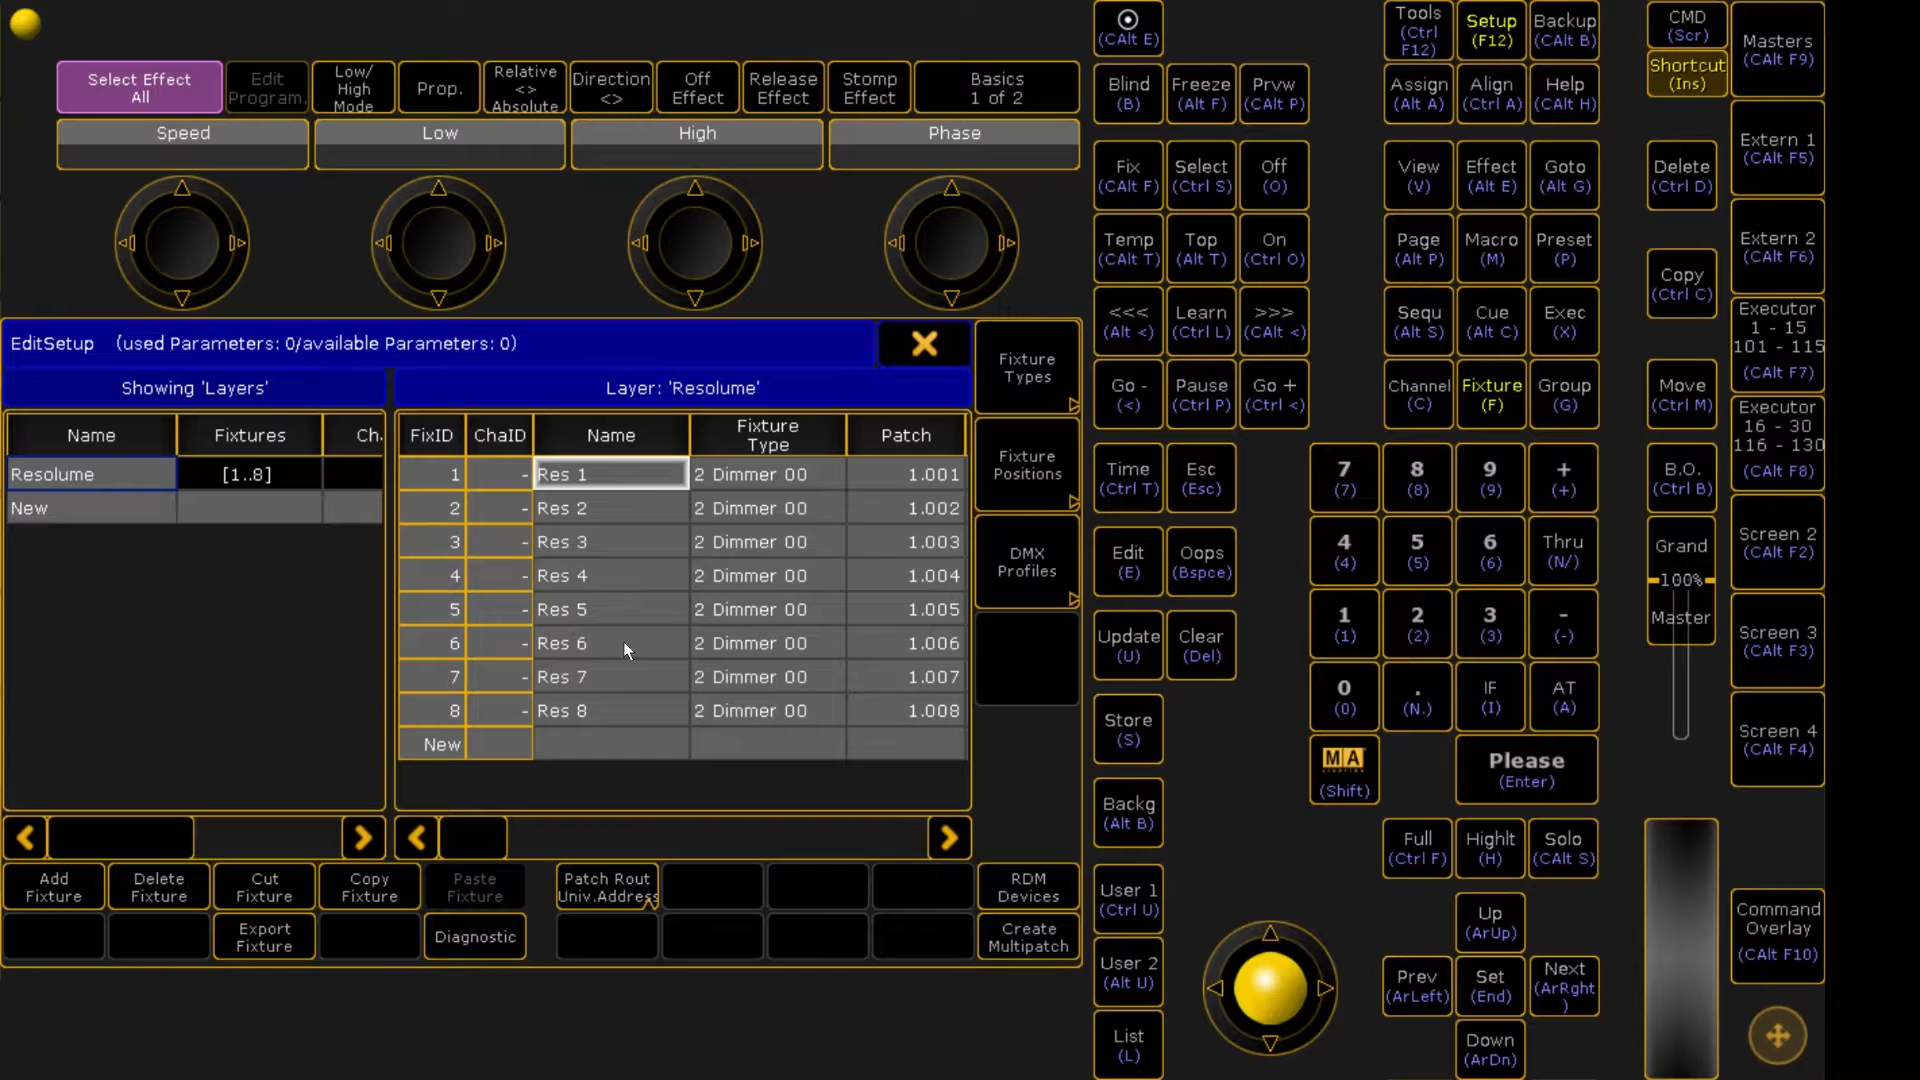 Select Effect
All
Edit
Program.
Low/
High
Mode
Prop.
Relative
<>
Absolute
Direction
<>
Off
Effect
Release
Effect
Stomp
Effect
Basics
1 of 2
Speed
Low
High
Phase
EditSetup (used Parameters: 0/available Parameters: 0)
Showing 'Layers'
Layer: 'Resolume'
Name Fixtures Ch.
Resolume [1..8]
New
FixID ChaID Name Fixture Type Patch
1 - Res 1 2 Dimmer 00 1.001
2 - Res 2 2 Dimmer 00 1.002
3 - Res 3 2 Dimmer 00 1.003
4 - Res 4 2 Dimmer 00 1.004
5 - Res 5 2 Dimmer 00 1.005
6 - Res 6 2 Dimmer 00 1.006
7 - Res 7 2 Dimmer 00 1.007
8 - Res 8 2 Dimmer 00 1.008
New
Fixture
Types
Fixture
Positions
DMX
Profiles
Add
Fixture
Delete
Fixture
Cut
Fixture
Copy
Fixture
Paste
Fixture
Patch Rout
Univ.Address
RDM
Devices
Export
Fixture
Diagnostic
Create
Multipatch
(CAlt E)
Blind
(B)
Freeze
(Alt F)
Prvw
(CAlt P)
Fix
(CAlt F)
Select
(Ctrl S)
Off
(O)
Temp
(CAlt T)
Top
(Alt T)
On
(Ctrl O)
<<<
(Alt <)
Learn
(Ctrl L)
>>>
(CAlt <)
Go -
(<)
Pause
(Ctrl P)
Go +
(Ctrl <)
Time
(Ctrl T)
Esc
(Esc)
Edit
(E)
Oops
(Bspce)
Update
(U)
Clear
(Del)
Store
(S)
Backg
(Alt B)
User 1
(Ctrl U)
User 2
(Alt U)
List
(L)
Tools
(Ctrl
F12)
Setup
(F12)
Backup
(CAlt B)
Assign
(Alt A)
Align
(Ctrl A)
Help
(CAlt H)
View
(V)
Effect
(Alt E)
Goto
(Alt G)
Page
(Alt P)
Macro
(M)
Preset
(P)
Sequ
(Alt S)
Cue
(Alt C)
Exec
(X)
Channel
(C)
Fixture
(F)
Group
(G)
7
(7)
8
(8)
9
(9)
+
(+)
4
(4)
5
(5)
6
(6)
Thru
(N/)
1
(1)
2
(2)
3
(3)
-
(-)
0
(0)
.
(N.)
IF
(I)
AT
(A)
MA
LIGHTING
(Shift)
Please
(Enter)
Full
(Ctrl F)
Highlt
(H)
Solo
(CAlt S)
Up
(ArUp)
Prev
(ArLeft)
Set
(End)
Next
(ArRght
)
Down
(ArDn)
CMD
(Scr)
Shortcut
(Ins)
Delete
(Ctrl D)
Copy
(Ctrl C)
Move
(Ctrl M)
B.O.
(Ctrl B)
Grand
100%
Master
Masters
(CAlt F9)
Extern 1
(CAlt F5)
Extern 2
(CAlt F6)
Executor
1 - 15
101 - 115
(CAlt F7)
Executor
16 - 30
116 - 130
(CAlt F8)
Screen 2
(CAlt F2)
Screen 3
(CAlt F3)
Screen 4
(CAlt F4)
Command
Overlay
(CAlt F10)